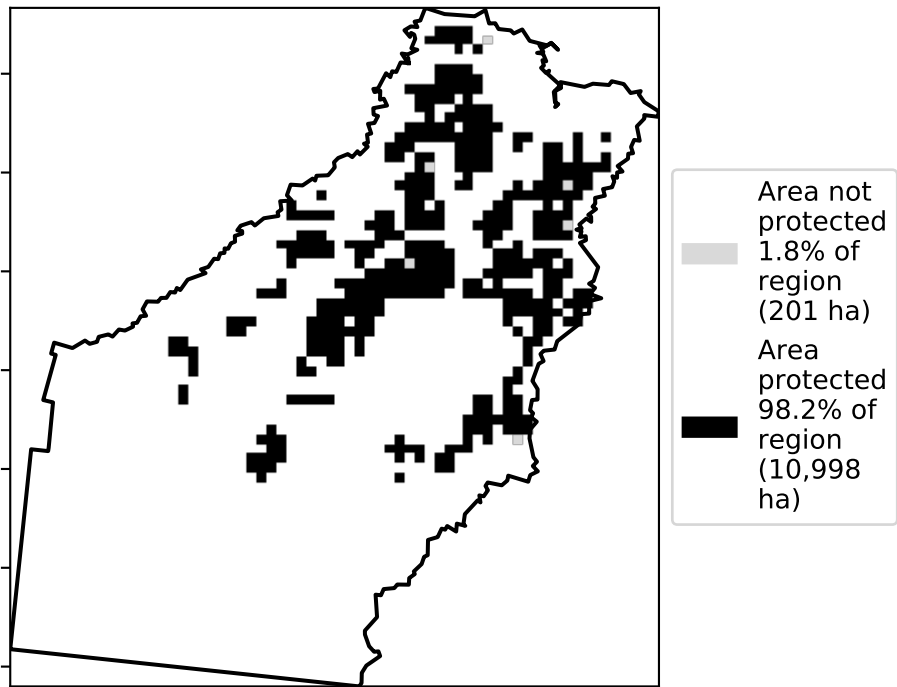 Area not
protected
1.8% of
region
(201 ha)
Area
protected
98.2% of
region
(10,998
ha)